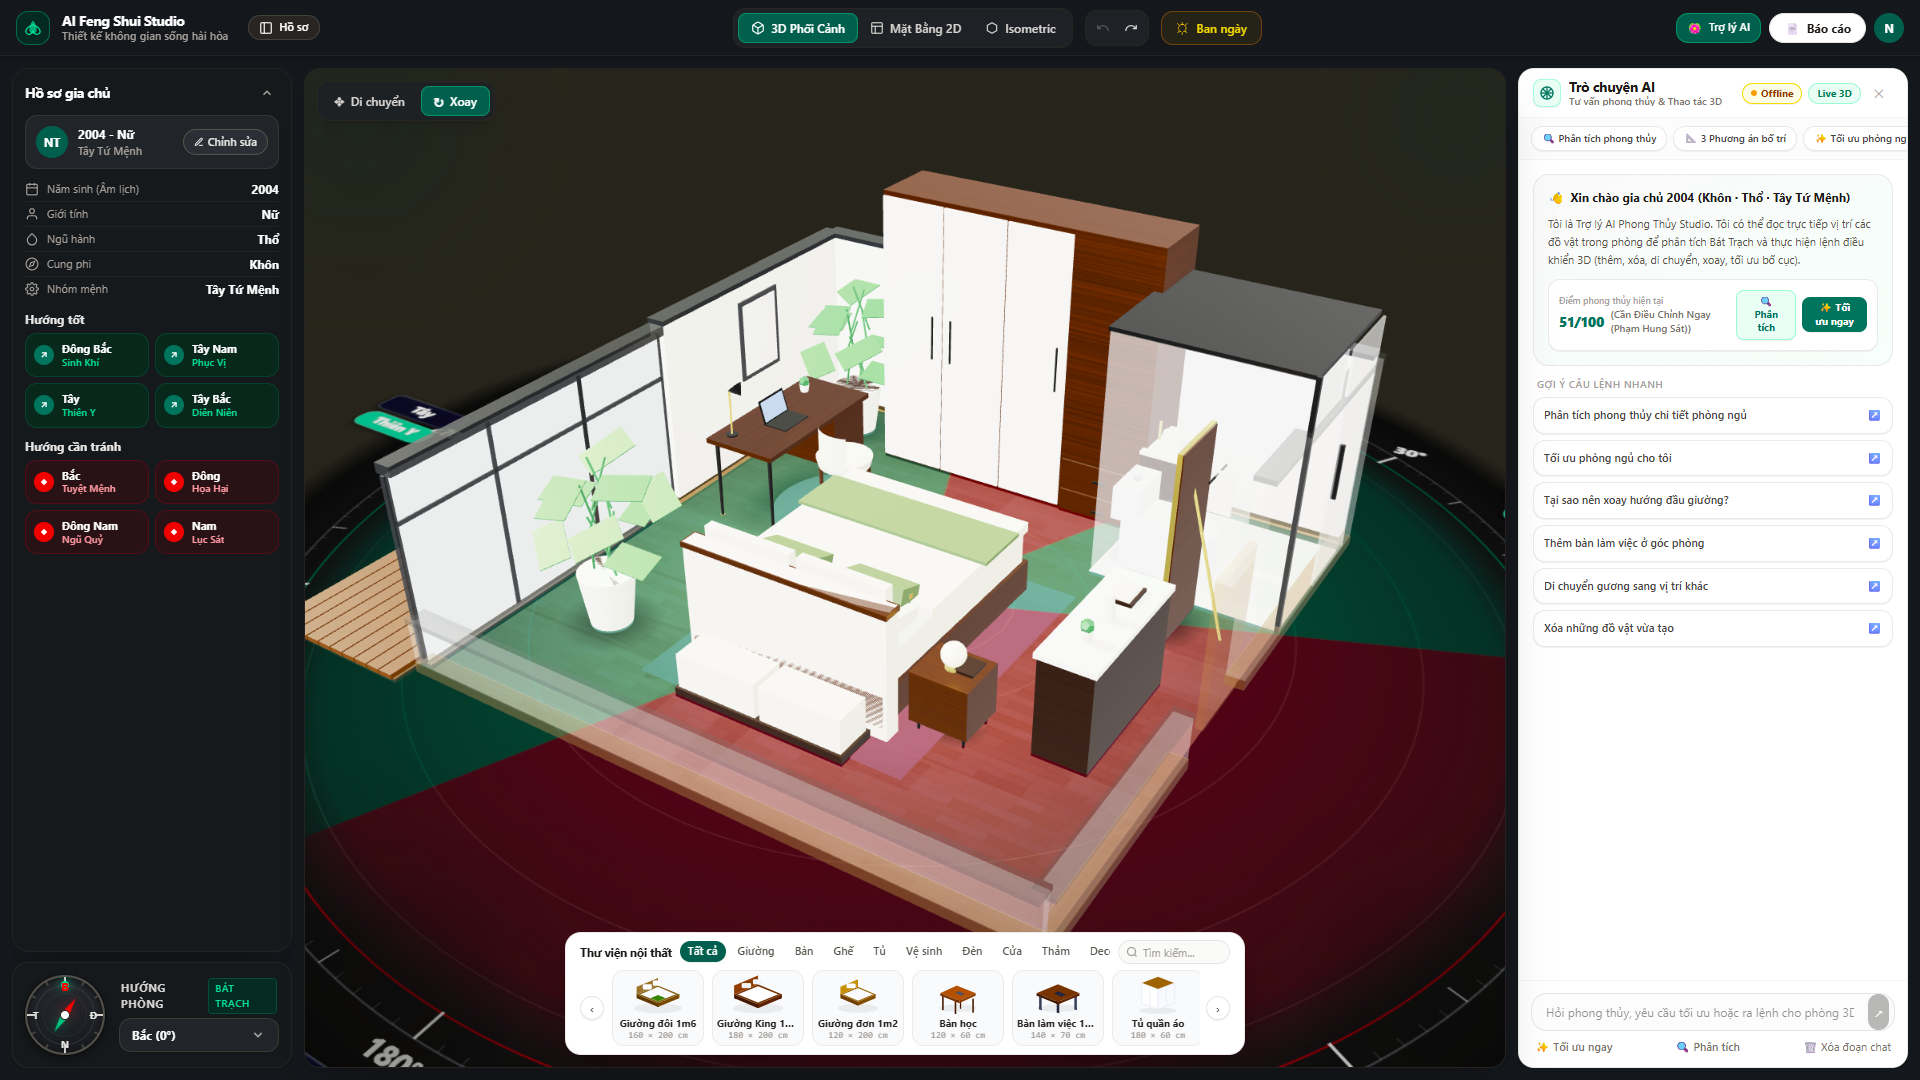 AI Feng Shui Studio
Thiết kế không gian sống hài hòa
Hồ sơ
3D Phối Cảnh
Mặt Bằng 2D
Isometric
Ban ngày
Trợ lý AI
Báo cáo
N
Hồ sơ gia chủ
NT
2004 - Nữ
Tây Tứ Mệnh
Chỉnh sửa
Năm sinh (Âm lịch)
2004
Giới tính
Nữ
Ngũ hành
Thổ
Cung phi
Khôn
Nhóm mệnh
Tây Tứ Mệnh
Hướng tốt
Đông Bắc
Sinh Khí
Tây Nam
Phục Vị
Tây
Thiên Y
Tây Bắc
Diên Niên
Hướng cần tránh
Bắc
Tuyệt Mệnh
Đông
Họa Hại
Đông Nam
Ngũ Quỷ
Nam
Lục Sát
HƯỚNG PHÒNG
BÁT TRẠCH
Bắc (0°)
B
T
Đ
N
Di chuyển
Xoay
Tây
Thiên Y
30°
180°
Thư viện nội thất
Tất cả
Giường
Bàn
Ghế
Tủ
Vệ sinh
Đèn
Cửa
Thảm
Deco
Tìm kiếm...
Giường đôi 1m6
160 × 200 cm
Giường King 1...
180 × 200 cm
Giường đơn 1m2
120 × 200 cm
Bàn học
120 × 60 cm
Bàn làm việc 1...
140 × 70 cm
Tủ quần áo
180 × 60 cm
Trò chuyện AI
Tư vấn phong thủy & Thao tác 3D
Offline
Live 3D
Phân tích phong thủy
3 Phương án bố trí
Tối ưu phòng ng
Xin chào gia chủ 2004 (Khôn · Thổ · Tây Tứ Mệnh)
Tôi là Trợ lý AI Phong Thủy Studio. Tôi có thể đọc trực tiếp vị trí các
đồ vật trong phòng để phân tích Bát Trạch và thực hiện lệnh điều
khiển 3D (thêm, xóa, di chuyển, xoay, tối ưu bố cục).
Điểm phong thủy hiện tại
51/100
(Cần Điều Chỉnh Ngay
(Phạm Hung Sát))
Phân
tích
Tối
ưu ngay
GỢI Ý CÂU LỆNH NHANH
Phân tích phong thủy chi tiết phòng ngủ
Tối ưu phòng ngủ cho tôi
Tại sao nên xoay hướng đầu giường?
Thêm bàn làm việc ở góc phòng
Di chuyển gương sang vị trí khác
Xóa những đồ vật vừa tạo
Hỏi phong thủy, yêu cầu tối ưu hoặc ra lệnh cho phòng 3D
Tối ưu ngay
Phân tích
Xóa đoạn chat